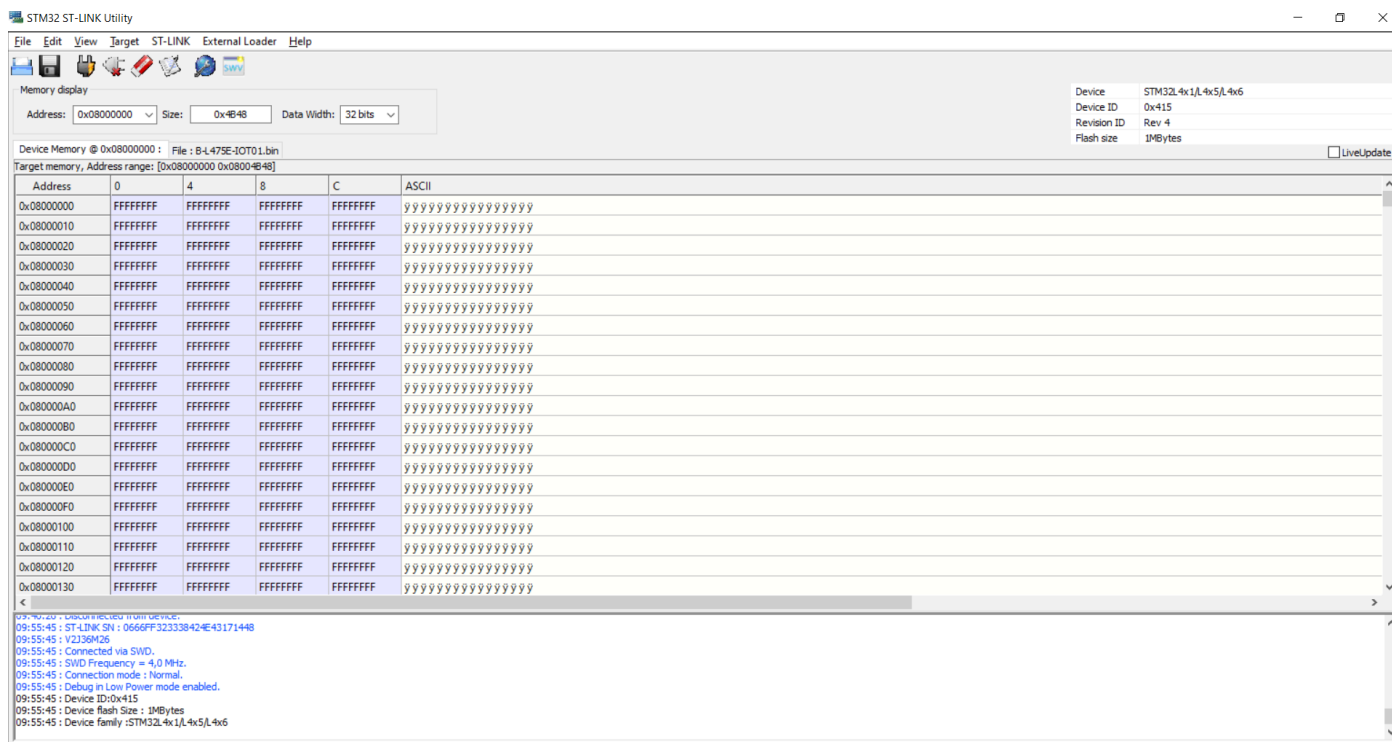 STM32 ST-LINK Utility
File Edit View Target ST-LINK External Loader Help
SWV
Memory display
Address: 0x08000000 Size: 0x4B48 Data Width: 32 bits
Device STM32L4x1/L4x5/L4x6
Device ID 0x415
Revision ID Rev 4
Flash size 1MBytes
LiveUpdate
Device Memory @ 0x08000000 : File : B-L475E-IOT01.bin
Target memory, Address range: [0x08000000 0x08004B48]
Address 0 4 8 C ASCII
0x08000000 FFFFFFFF FFFFFFFF FFFFFFFF FFFFFFFF ÿÿÿÿÿÿÿÿÿÿÿÿÿÿÿÿ
0x08000010 FFFFFFFF FFFFFFFF FFFFFFFF FFFFFFFF ÿÿÿÿÿÿÿÿÿÿÿÿÿÿÿÿ
0x08000020 FFFFFFFF FFFFFFFF FFFFFFFF FFFFFFFF ÿÿÿÿÿÿÿÿÿÿÿÿÿÿÿÿ
0x08000030 FFFFFFFF FFFFFFFF FFFFFFFF FFFFFFFF ÿÿÿÿÿÿÿÿÿÿÿÿÿÿÿÿ
0x08000040 FFFFFFFF FFFFFFFF FFFFFFFF FFFFFFFF ÿÿÿÿÿÿÿÿÿÿÿÿÿÿÿÿ
0x08000050 FFFFFFFF FFFFFFFF FFFFFFFF FFFFFFFF ÿÿÿÿÿÿÿÿÿÿÿÿÿÿÿÿ
0x08000060 FFFFFFFF FFFFFFFF FFFFFFFF FFFFFFFF ÿÿÿÿÿÿÿÿÿÿÿÿÿÿÿÿ
0x08000070 FFFFFFFF FFFFFFFF FFFFFFFF FFFFFFFF ÿÿÿÿÿÿÿÿÿÿÿÿÿÿÿÿ
0x08000080 FFFFFFFF FFFFFFFF FFFFFFFF FFFFFFFF ÿÿÿÿÿÿÿÿÿÿÿÿÿÿÿÿ
0x08000090 FFFFFFFF FFFFFFFF FFFFFFFF FFFFFFFF ÿÿÿÿÿÿÿÿÿÿÿÿÿÿÿÿ
0x080000A0 FFFFFFFF FFFFFFFF FFFFFFFF FFFFFFFF ÿÿÿÿÿÿÿÿÿÿÿÿÿÿÿÿ
0x080000B0 FFFFFFFF FFFFFFFF FFFFFFFF FFFFFFFF ÿÿÿÿÿÿÿÿÿÿÿÿÿÿÿÿ
0x080000C0 FFFFFFFF FFFFFFFF FFFFFFFF FFFFFFFF ÿÿÿÿÿÿÿÿÿÿÿÿÿÿÿÿ
0x080000D0 FFFFFFFF FFFFFFFF FFFFFFFF FFFFFFFF ÿÿÿÿÿÿÿÿÿÿÿÿÿÿÿÿ
0x080000E0 FFFFFFFF FFFFFFFF FFFFFFFF FFFFFFFF ÿÿÿÿÿÿÿÿÿÿÿÿÿÿÿÿ
0x080000F0 FFFFFFFF FFFFFFFF FFFFFFFF FFFFFFFF ÿÿÿÿÿÿÿÿÿÿÿÿÿÿÿÿ
0x08000100 FFFFFFFF FFFFFFFF FFFFFFFF FFFFFFFF ÿÿÿÿÿÿÿÿÿÿÿÿÿÿÿÿ
0x08000110 FFFFFFFF FFFFFFFF FFFFFFFF FFFFFFFF ÿÿÿÿÿÿÿÿÿÿÿÿÿÿÿÿ
0x08000120 FFFFFFFF FFFFFFFF FFFFFFFF FFFFFFFF ÿÿÿÿÿÿÿÿÿÿÿÿÿÿÿÿ
0x08000130 FFFFFFFF FFFFFFFF FFFFFFFF FFFFFFFF ÿÿÿÿÿÿÿÿÿÿÿÿÿÿÿÿ
Disconnected from device.
09:55:45 : ST-LINK SN : 0666FF323338424E43171448
09:55:45 : V2J36M26
09:55:45 : Connected via SWD.
09:55:45 : SWD Frequency = 4,0 MHz.
09:55:45 : Connection mode : Normal.
09:55:45 : Debug in Low Power mode enabled.
09:55:45 : Device ID:0x415
09:55:45 : Device flash Size : 1MBytes
09:55:45 : Device family :STM32L4x1/L4x5/L4x6